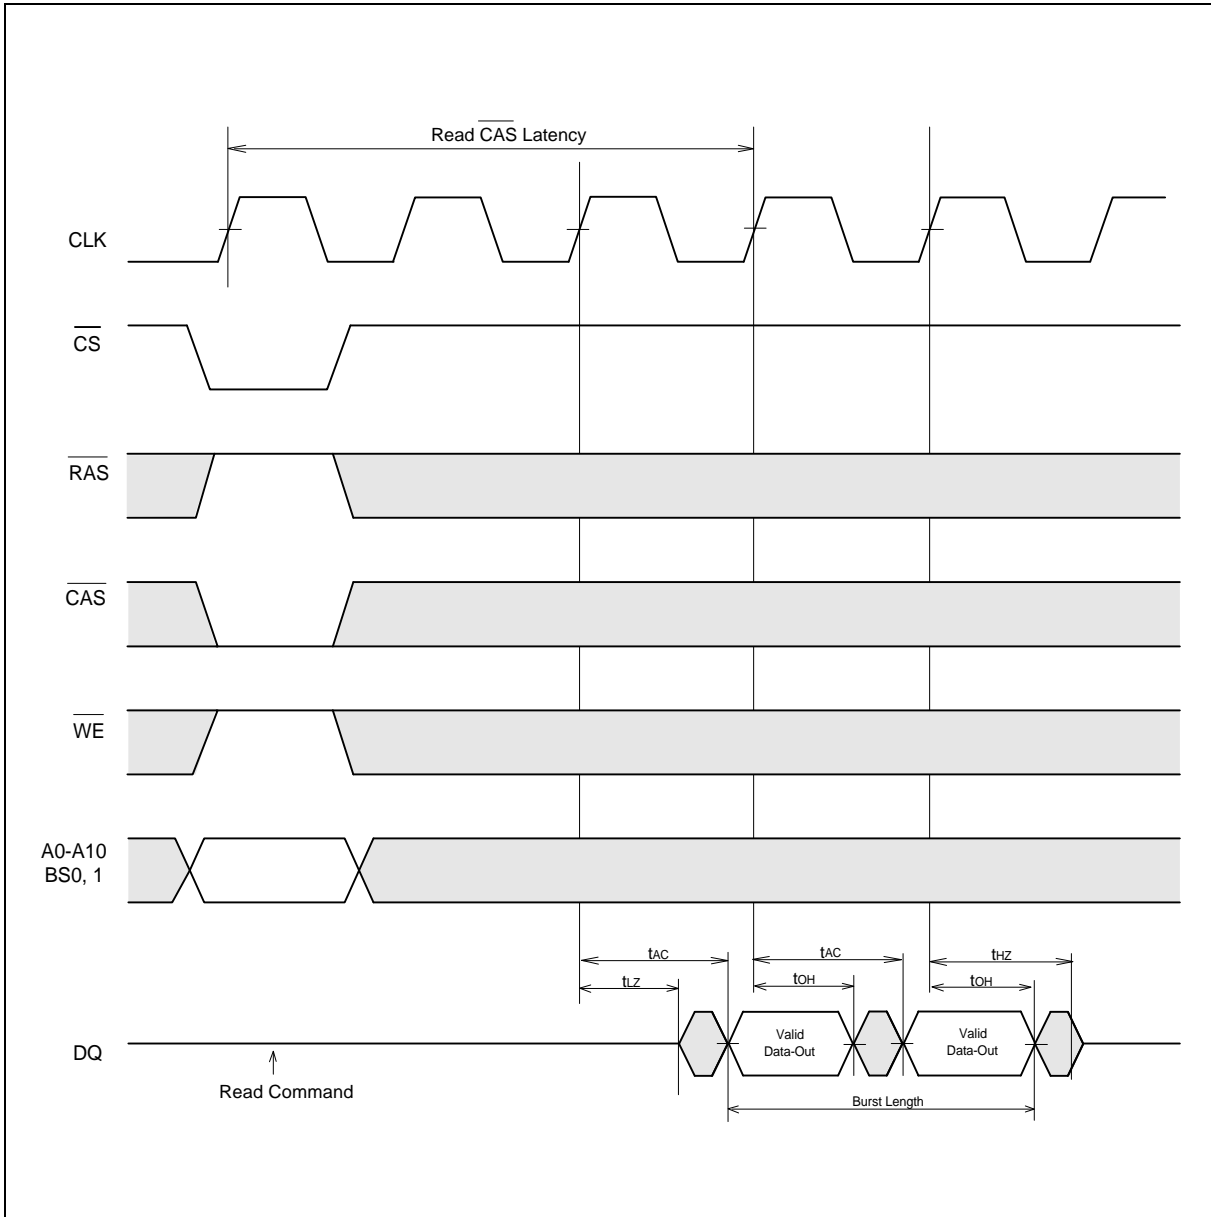 Read CAS Latency
CLK
CS
RAS
CAS
WE
A0-A10
BS0, 1
tAC
tAC
tHZ
tLZ
tOH
tOH
DQ
Valid
Data-Out
Valid
Data-Out
Read Command
Burst Length